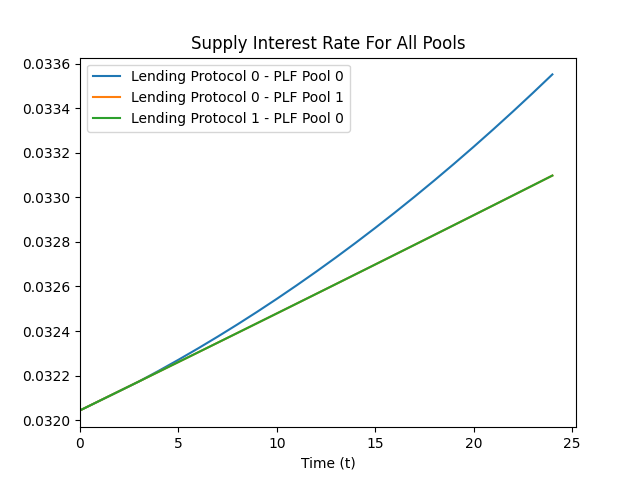 Supply Interest Rate For All Pools
0.0336
0.0334
0.0332
0.0330
0.0328
0.0326
0.0324
0.0322
0.0320
Lending Protocol 0 - PLF Pool 0
Lending Protocol 0 - PLF Pool 1
Lending Protocol 1 - PLF Pool 0
0 5 10 15 20 25
Time (t)